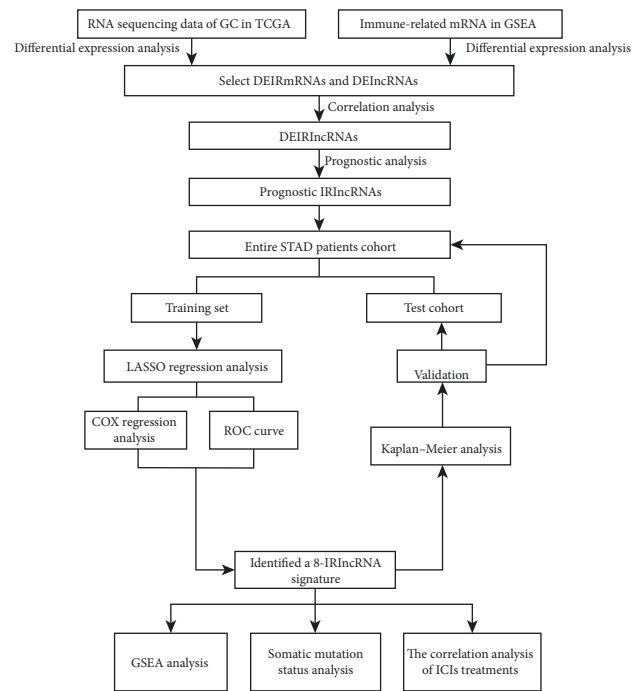 RNA sequencing data of GC in TCGA
Immune-related mRNA in GSEA
Differential expression analysis
Differential expression analysis
Select DEIRmRNAs and DElncRNAs
Correlation analysis
DEIRlncRNAs
Prognostic analysis
Prognostic IRlncRNAs
Entire STAD patients cohort
Training set
Test cohort
LASSO regression analysis
Validation
COX regression
analysis
ROC curve
Kaplan–Meier analysis
Identified a 8-IRlncRNA
signature
GSEA analysis
Somatic mutation
status analysis
The correlation analysis
of ICIs treatments